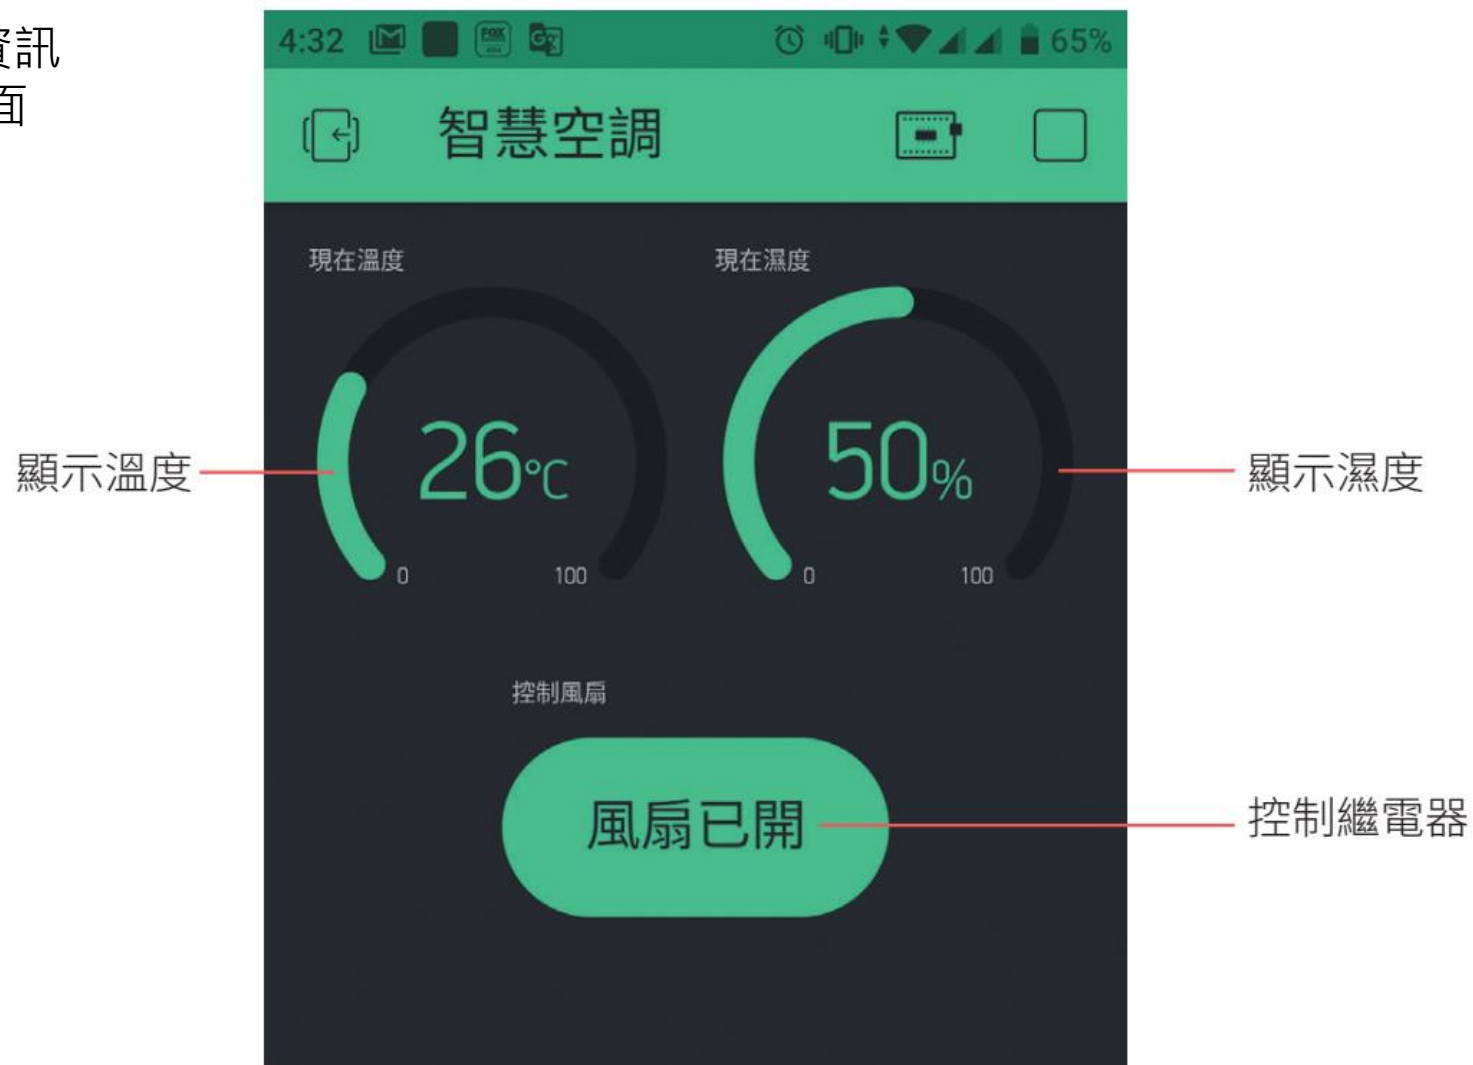 資訊
面
4:32 65%
智慧空調
現在溫度 現在濕度
26°C 50%
顯示溫度 顯示濕度
0 100 0 100
控制風扇
風扇已開
控制繼電器